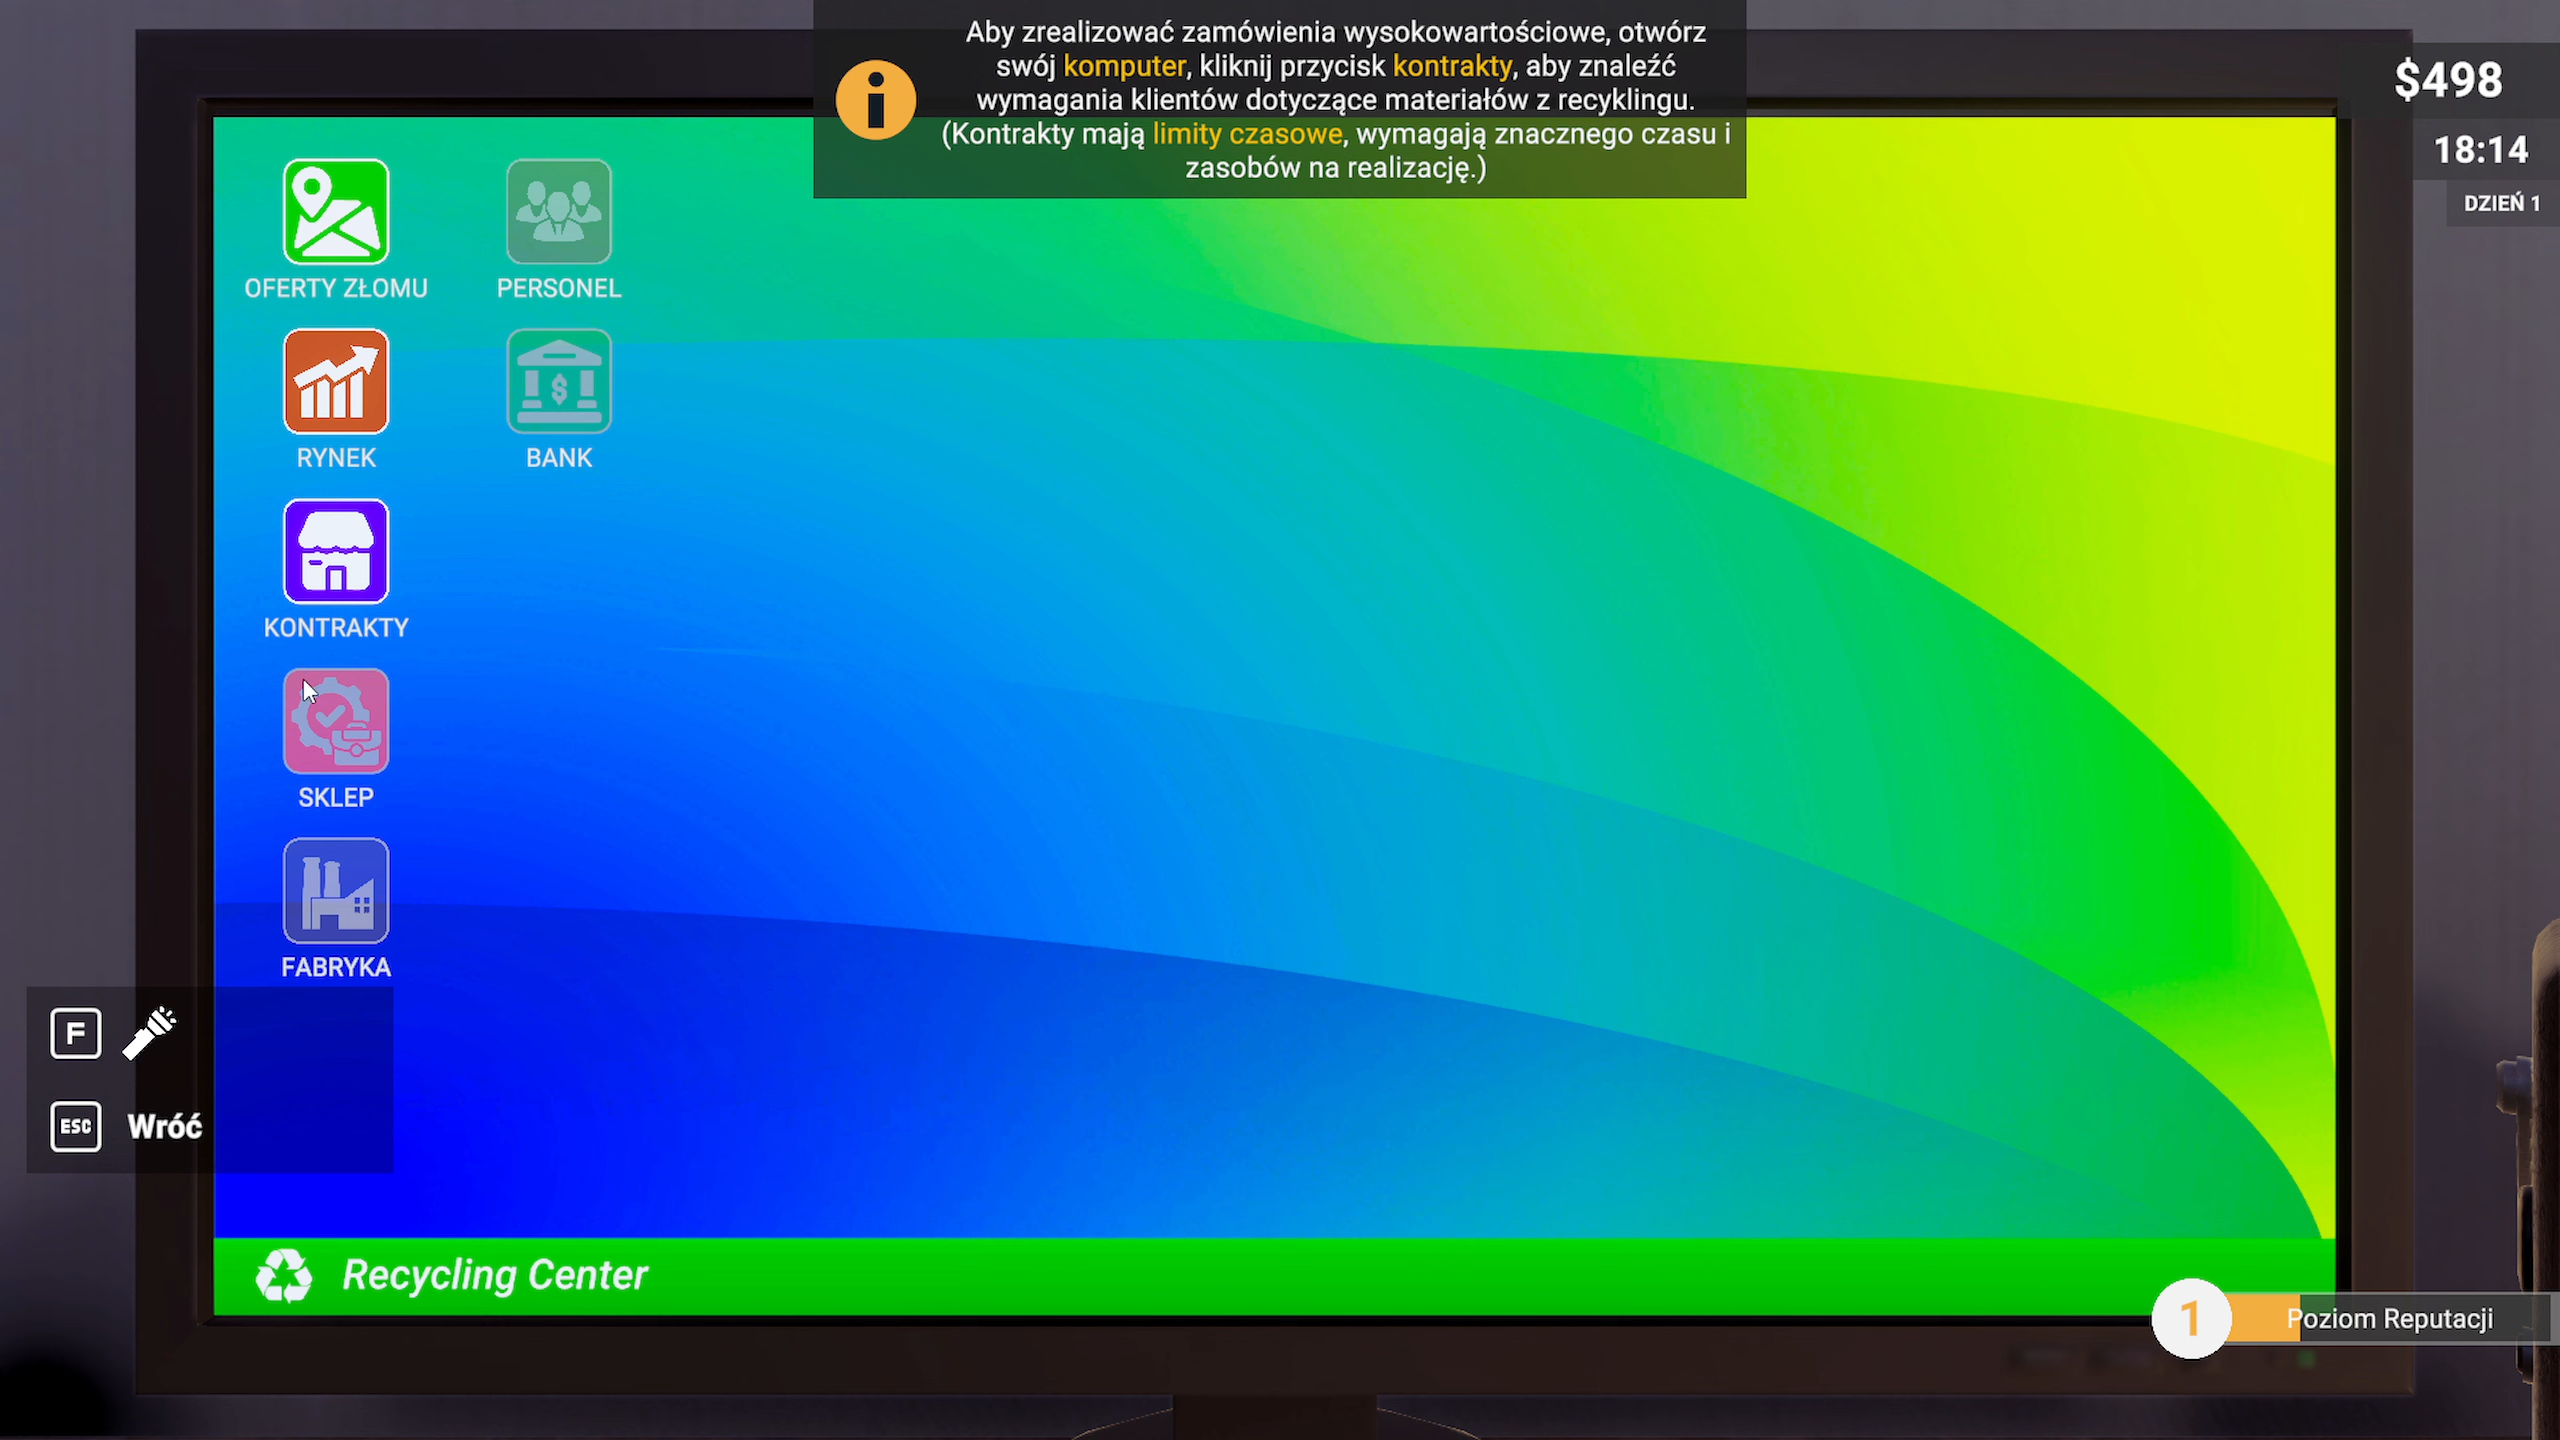 Aby zrealizować zamówienia wysokowartościowe, otwórz
swój komputer, kliknij przycisk kontrakty, aby znaleźć
wymagania klientów dotyczące materiałów z recyklingu.
(Kontrakty mają limity czasowe, wymagają znacznego czasu i
zasobów na realizację.)
$498
18:14
DZIEŃ 1
OFERTY ZŁOMU
PERSONEL
RYNEK
BANK
KONTRAKTY
SKLEP
FABRYKA
F
ESC Wróć
Recycling Center
1 Poziom Reputacji